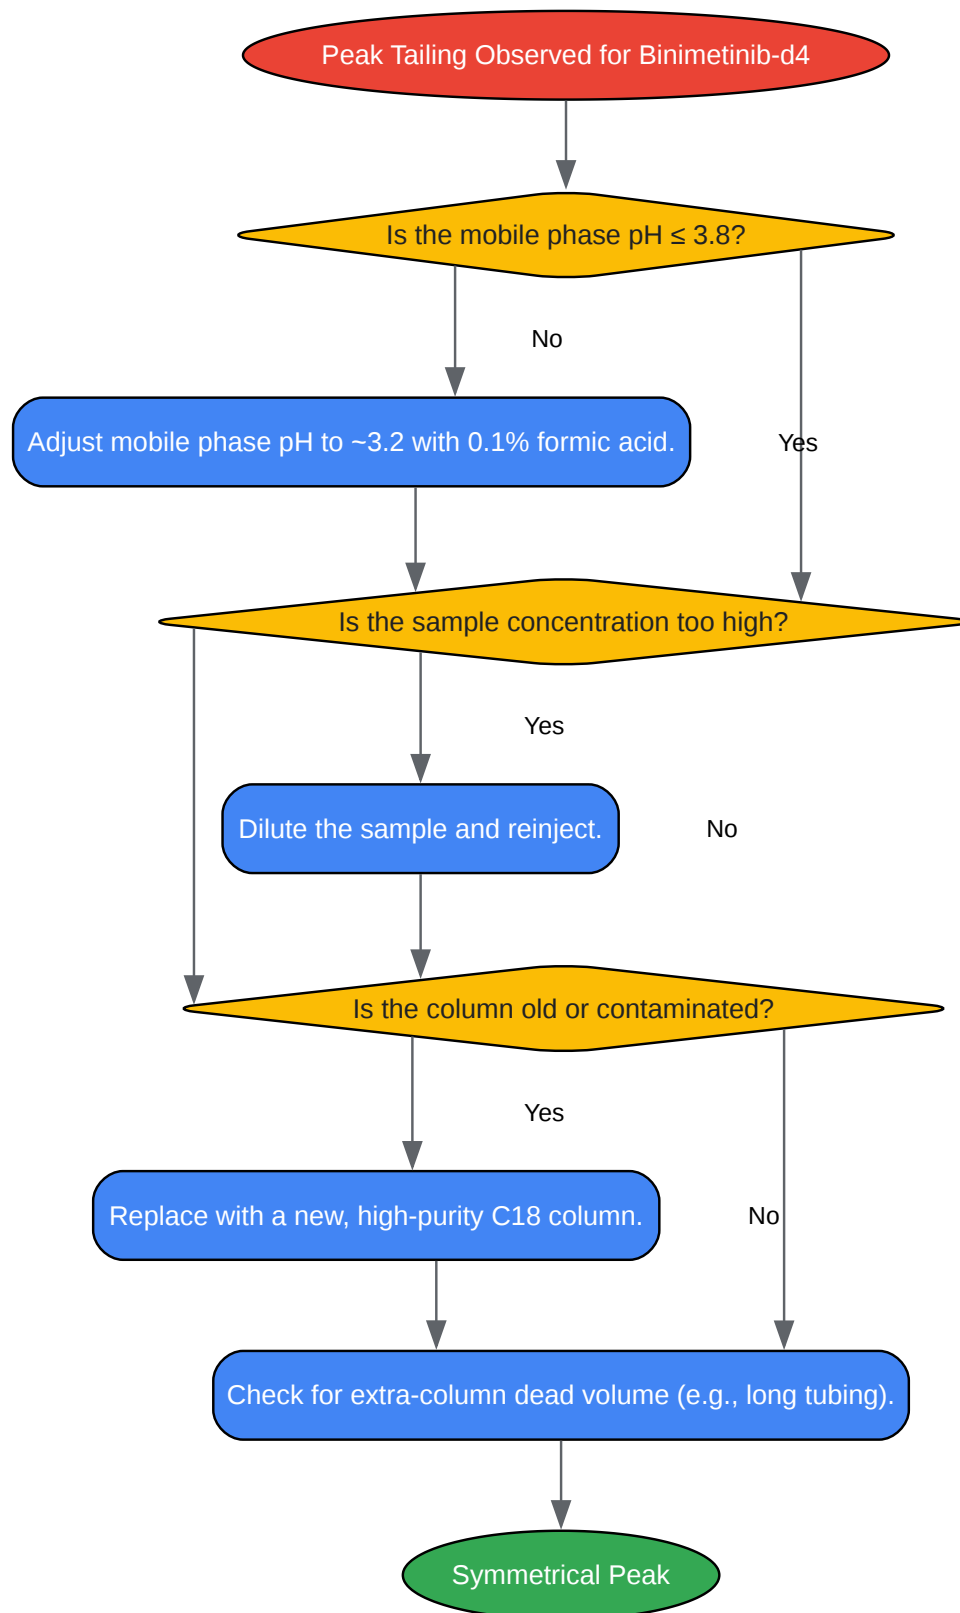 Peak Tailing Observed for Binimetinib-d4
Is the mobile phase pH ≤ 3.8?
No
Adjust mobile phase pH to ~3.2 with 0.1% formic acid.
Yes
Is the sample concentration too high?
Yes
Dilute the sample and reinject.
No
Is the column old or contaminated?
Yes
Replace with a new, high-purity C18 column.
No
Check for extra-column dead volume (e.g., long tubing).
Symmetrical Peak